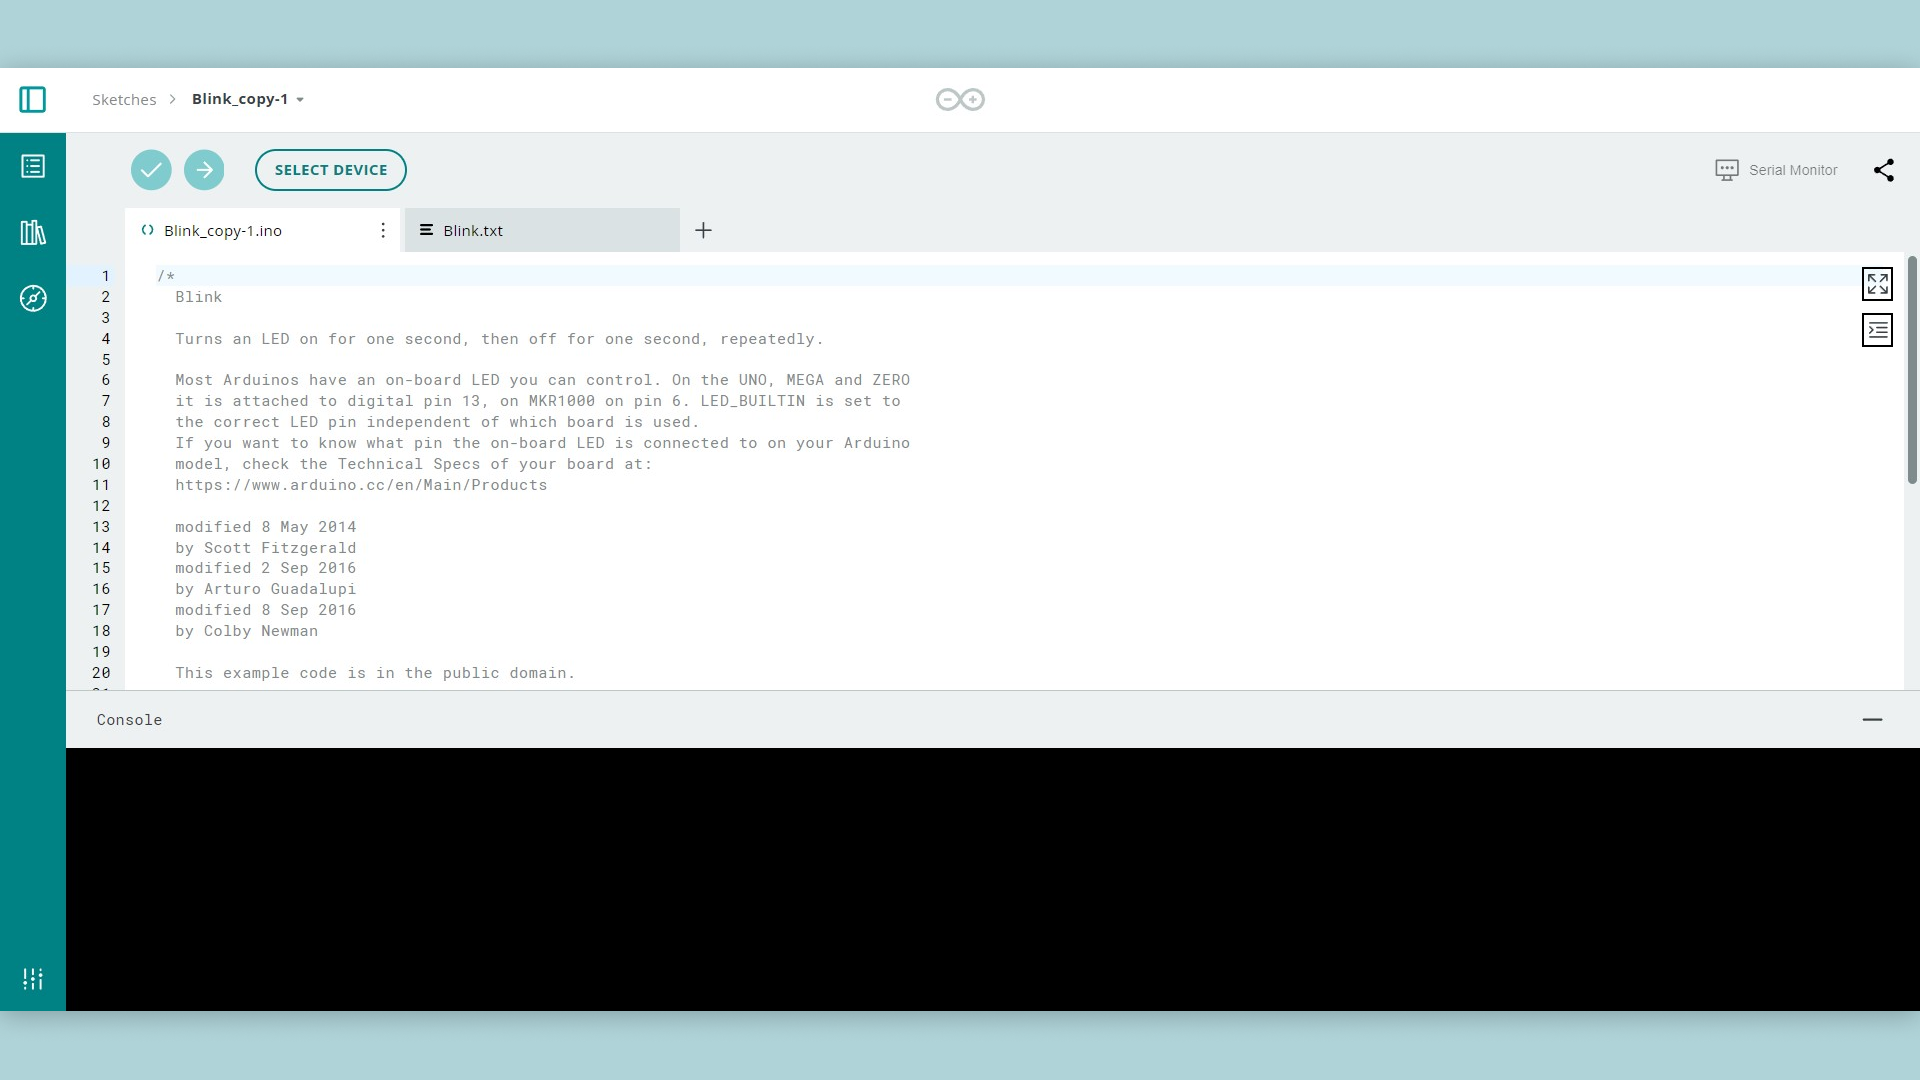 Sketches > Blink_copy-1
SELECT DEVICE
Serial Monitor
Blink_copy-1.ino
Blink.txt
1 /*
2 Blink
3
4 Turns an LED on for one second, then off for one second, repeatedly.
5
6 Most Arduinos have an on-board LED you can control. On the UNO, MEGA and ZERO
7 it is attached to digital pin 13, on MKR1000 on pin 6. LED_BUILTIN is set to
8 the correct LED pin independent of which board is used.
9 If you want to know what pin the on-board LED is connected to on your Arduino
10 model, check the Technical Specs of your board at:
11 https://www.arduino.cc/en/Main/Products
12
13 modified 8 May 2014
14 by Scott Fitzgerald
15 modified 2 Sep 2016
16 by Arturo Guadalupi
17 modified 8 Sep 2016
18 by Colby Newman
19
20 This example code is in the public domain.
Console